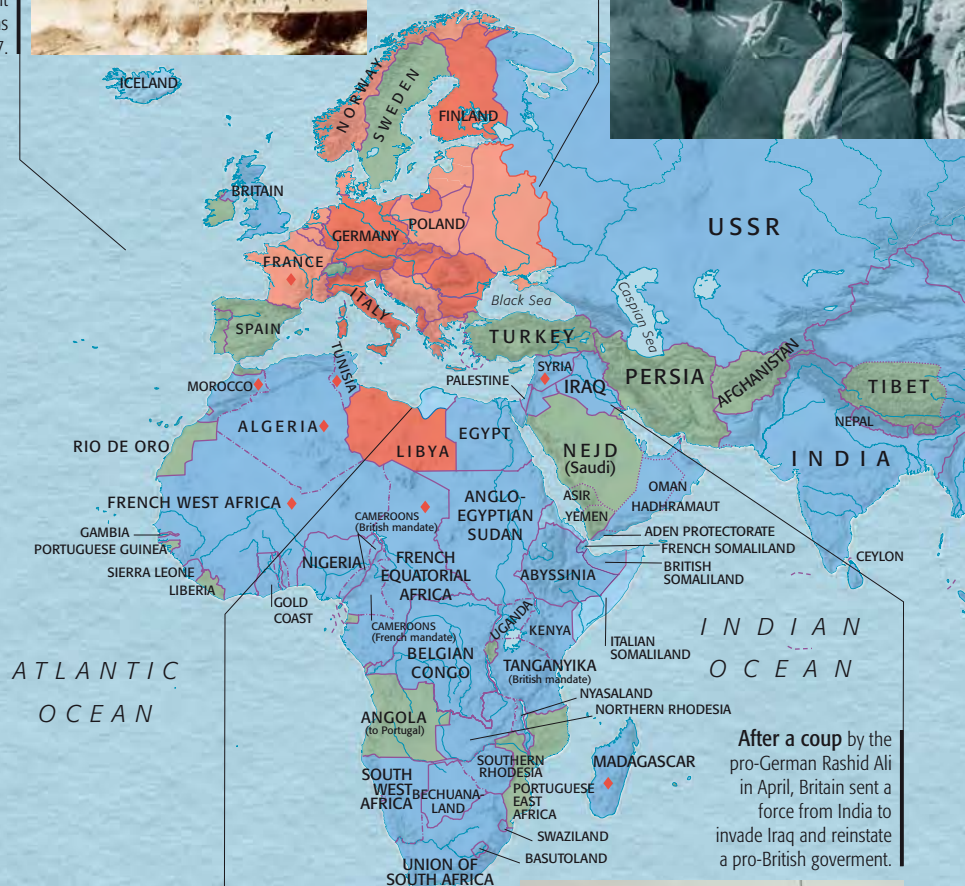 as
7.
ICELAND
NORWAY
SWEDEN
FINLAND
BRITAIN
POLAND
GERMANY
USSR
FRANCE
ITALY
Black Sea
Caspian Sea
SPAIN
TURKEY
TUNISIA
SYRIA
PALESTINE
IRAQ
PERSIA
AFGHANISTAN
TIBET
MOROCCO
NEPAL
ALGERIA
EGYPT
RIO DE ORO
LIBYA
NEJD
(Saudi)
INDIA
OMAN
ASIR
HADHRAMAUT
YEMEN
FRENCH WEST AFRICA
CAMEROONS
(British mandate)
ANGLO-
EGYPTIAN
SUDAN
ADEN PROTECTORATE
GAMBIA
PORTUGUESE GUINEA
FRENCH SOMALILAND
BRITISH
SOMALILAND
CEYLON
NIGERIA
FRENCH
EQUATORIAL
AFRICA
ABYSSINIA
SIERRA LEONE
LIBERIA
GOLD
COAST
UGANDA
KENYA
CAMEROONS
(French mandate)
ITALIAN
SOMALILAND
INDIAN
OCEAN
BELGIAN
CONGO
TANGANYIKA
(British mandate)
ATLANTIC
OCEAN
NYASALAND
NORTHERN RHODESIA
ANGOLA
(to Portugal)
SOUTHERN
RHODESIA
MADAGASCAR
SOUTH
WEST
AFRICA
BECHUANA-
LAND
PORTUGUESE
EAST
AFRICA
SWAZILAND
BASUTOLAND
UNION OF
SOUTH AFRICA
After a coup by the
pro-German Rashid Ali
in April, Britain sent a
force from India to
invade Iraq and reinstate
a pro-British goverment.